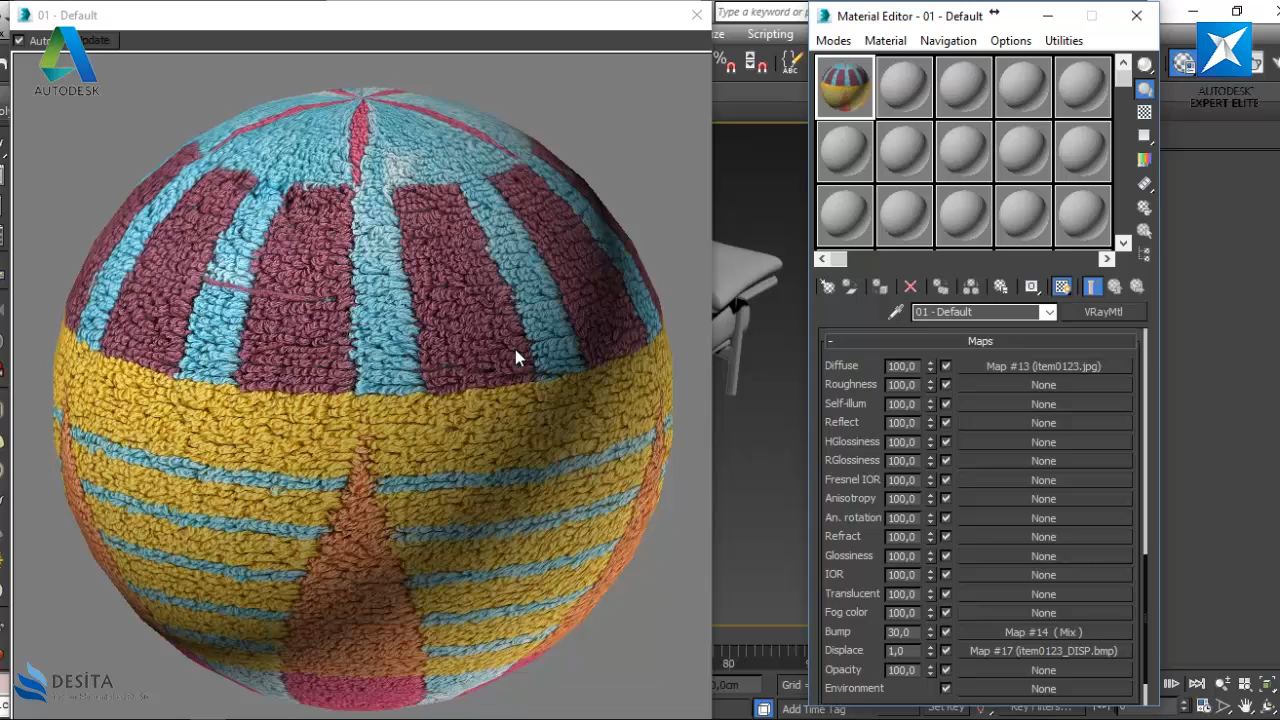 01 - Default
Type a keyword or p
Material Editor - 01 - Default
Modes Material Navigation Options Utilities
Scripting
AUTODESK
ABC
AUTODESK
EXPERT ELITE
01 - Default VRayMtl
- Maps
Diffuse 100,0 Map #13 (item0123.jpg)
Roughness 100,0 None
Self-illum 100,0 None
Reflect 100,0 None
HGlossiness 100,0 None
RGlossiness 100,0 None
Fresnel IOR 100,0 None
Anisotropy 100,0 None
An. rotation 100,0 None
Refract 100,0 None
Glossiness 100,0 None
IOR 100,0 None
Translucent 100,0 None
Fog color 100,0 None
Bump 30,0 Map #14 ( Mix )
Displace 1,0 Map #17 (item0123_DISP.bmp)
Opacity 100,0 None
Environment None
80
Grid =
Add Time Tag
Set Key
Key Filters...
DESİTA